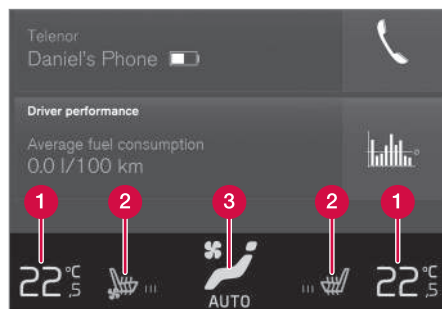 Telenor
Daniel's Phone
Driver performance
Average fuel consumption
0.0 l/100 km
1 2 3 2 1
22,5 °C 22,5 °C
AUTO